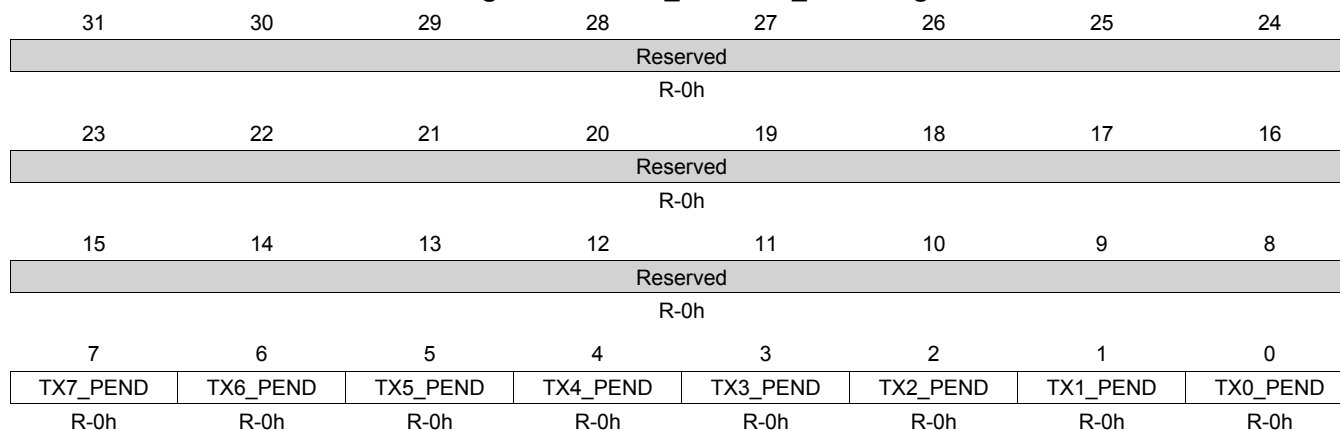 31 30 29 28 27 26 25 24
Reserved
R-0h
23 22 21 20 19 18 17 16
Reserved
R-0h
15 14 13 12 11 10 9 8
Reserved
R-0h
7 6 5 4 3 2 1 0
TX7_PEND TX6_PEND TX5_PEND TX4_PEND TX3_PEND TX2_PEND TX1_PEND TX0_PEND
R-0h R-0h R-0h R-0h R-0h R-0h R-0h R-0h